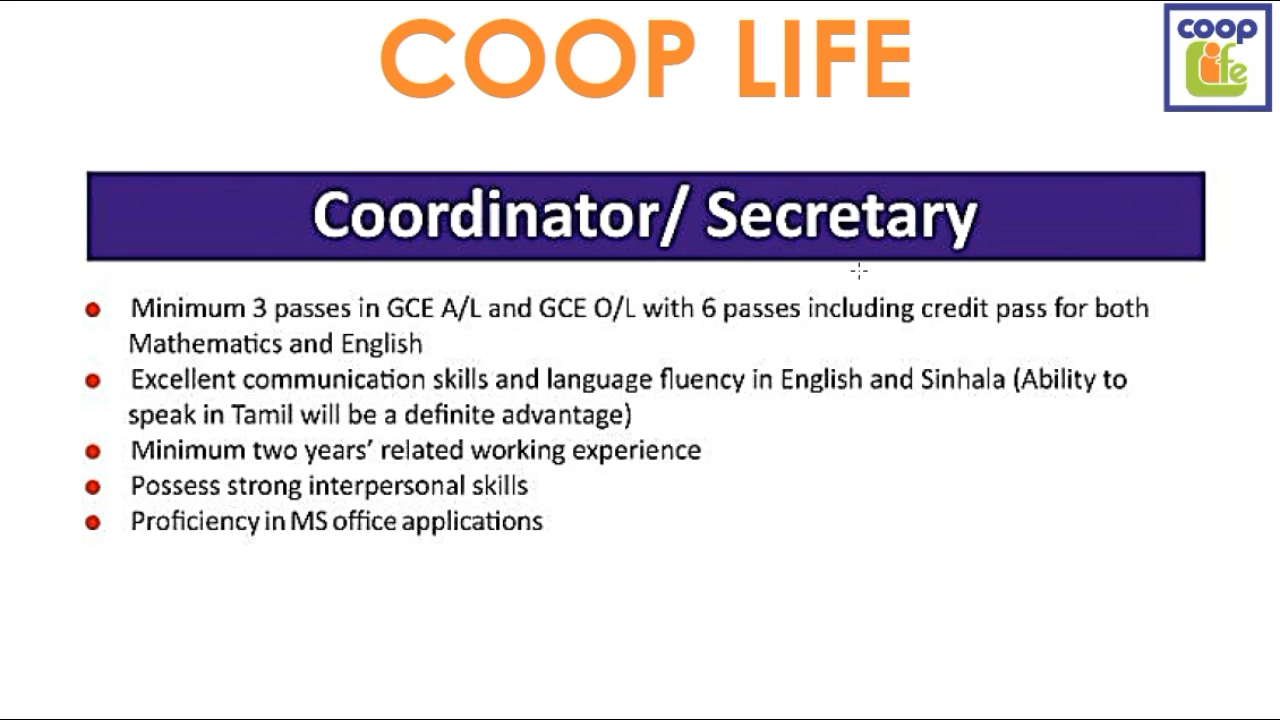 COOP LIFE
coop
Life
Coordinator/ Secretary
Minimum 3 passes in GCE A/L and GCE O/L with 6 passes including credit pass for both
Mathematics and English
Excellent communication skills and language fluency in English and Sinhala (Ability to
speak in Tamil will be a definite advantage)
Minimum two years’ related working experience
Possess strong interpersonal skills
Proficiency in MS office applications